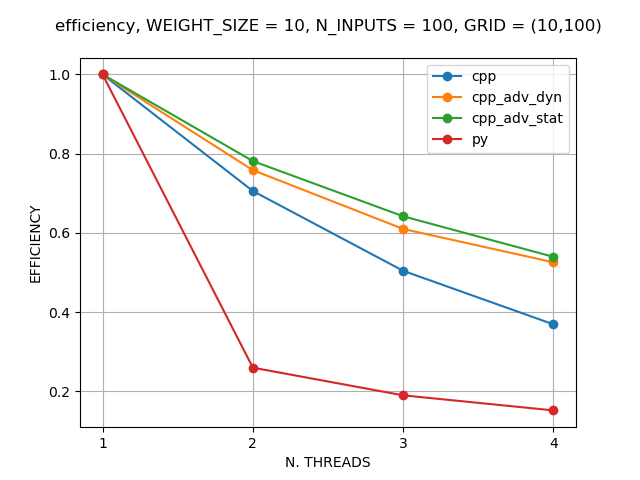 efficiency, WEIGHT_SIZE = 10, N_INPUTS = 100, GRID = (10,100)
cpp
cpp_adv_dyn
cpp_adv_stat
py
EFFICIENCY
1.0
0.8
0.6
0.4
0.2
1 2 3 4
N. THREADS